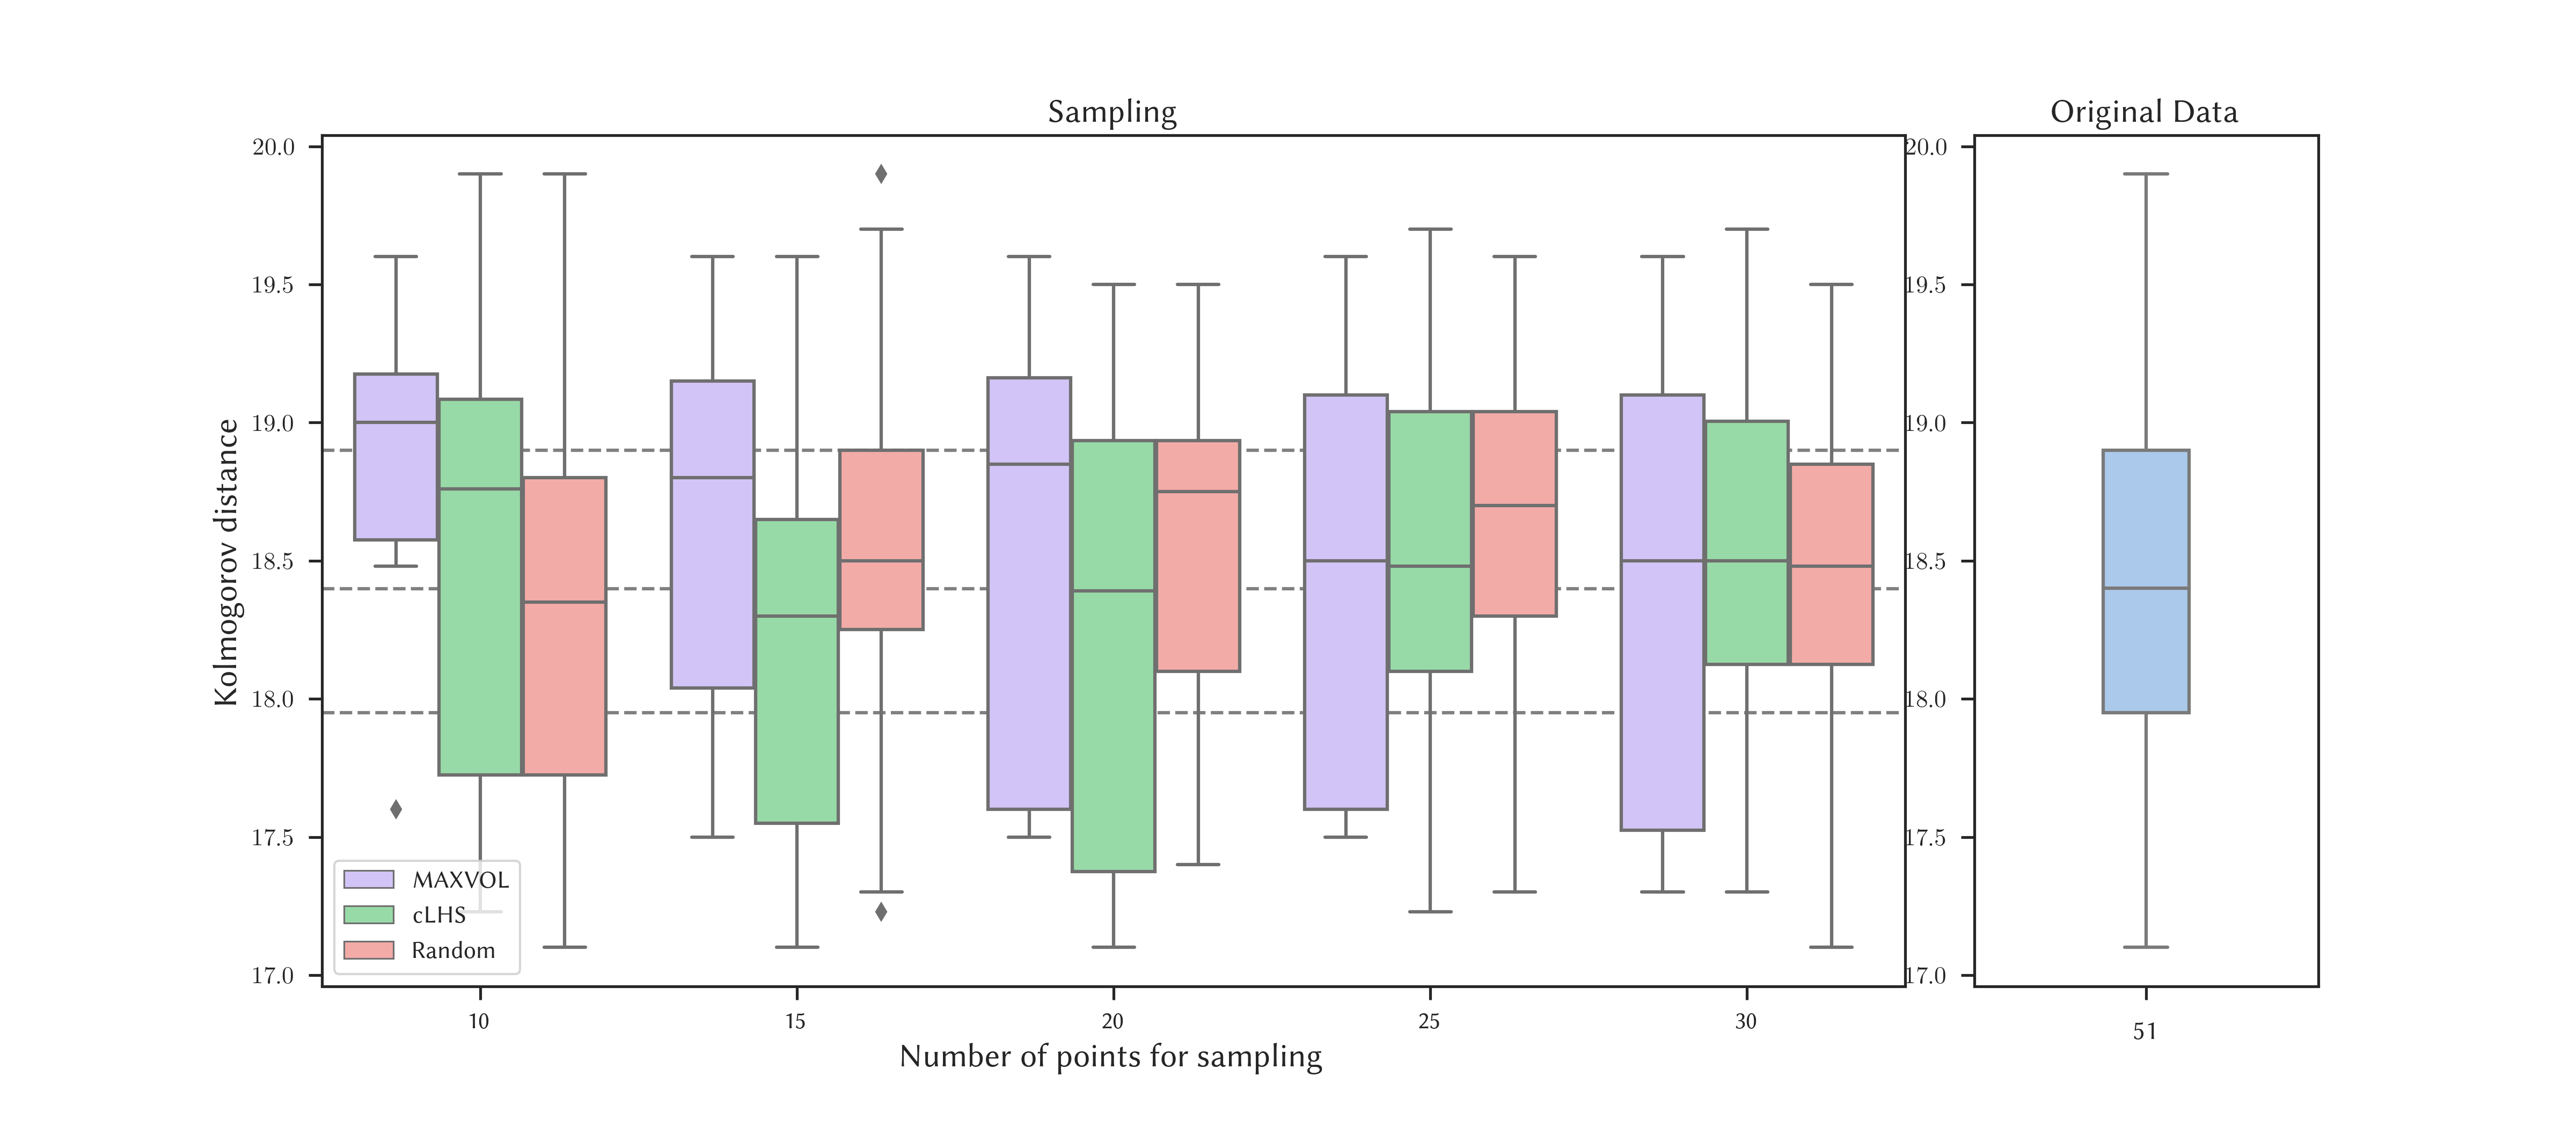 Sampling
Original Data
Kolmogorov distance
20.0
19.5
19.0
18.5
18.0
17.5
17.0
MAXVOL
cLHS
Random
10
15
20
25
30
Number of points for sampling
20.0
19.5
19.0
18.5
18.0
17.5
17.0
51